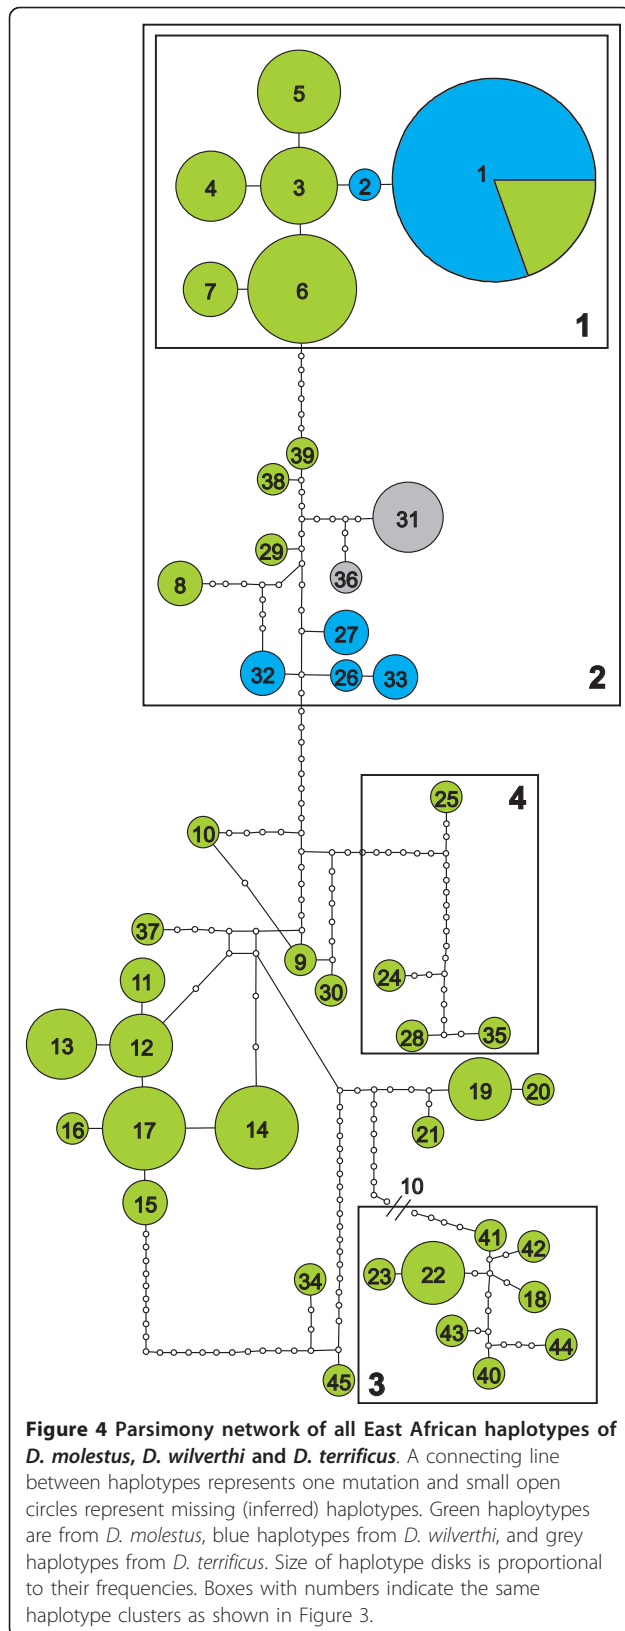 5
4 3 2 1
7 6
1
39
38
31
29
36
8
27
32 26 33
2
25 4
10
37
9
30
24
11
28 35
13 12
19 20
16 17 14
21
15
10
41
42
34
23 22
18
43
44
45 3 40
Figure 4 Parsimony network of all East African haplotypes of
D. molestus, D. wilverthi and D. terrificus. A connecting line
between haplotypes represents one mutation and small open
circles represent missing (inferred) haplotypes. Green haploytypes
are from D. molestus, blue haplotypes from D. wilverthi, and grey
haplotypes from D. terrificus. Size of haplotype disks is proportional
to their frequencies. Boxes with numbers indicate the same
haplotype clusters as shown in Figure 3.